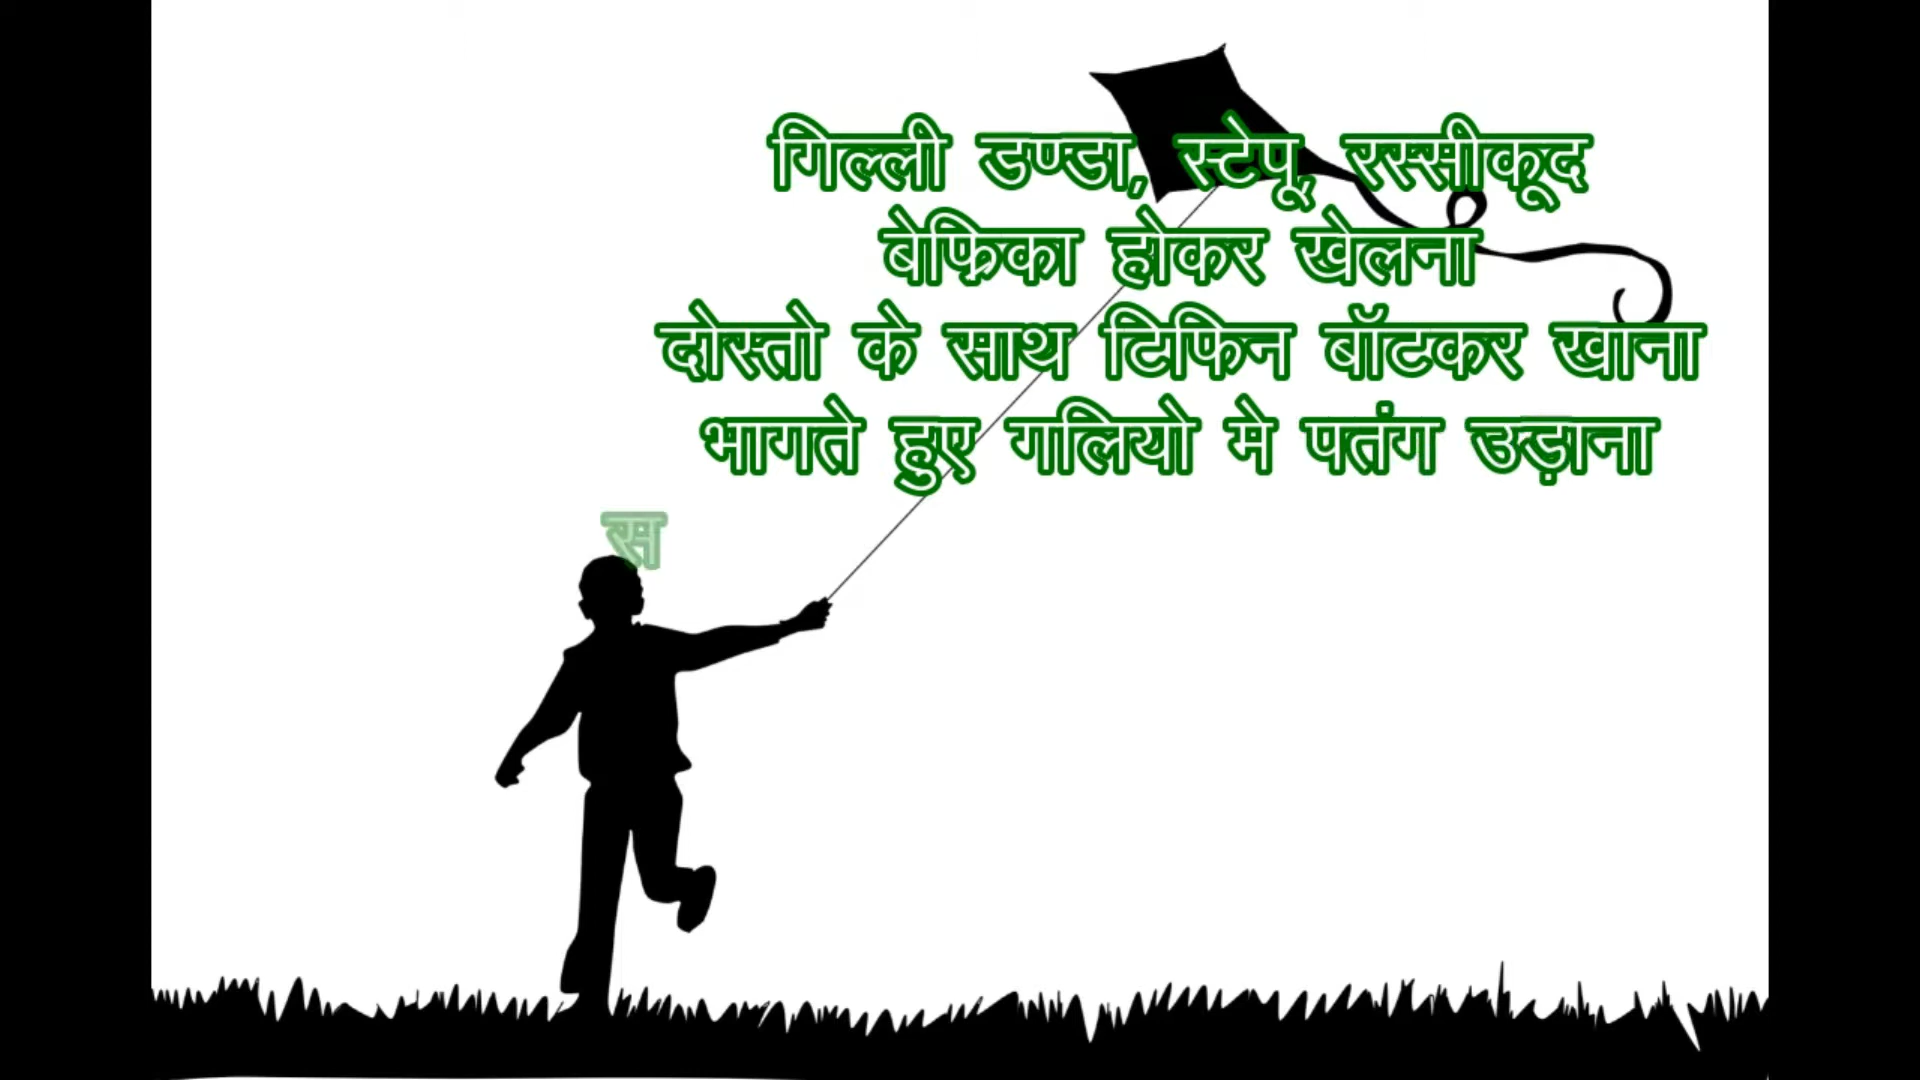 गिल्ली डण्डा, स्टेपू, रस्सीकूद
बेफ्रिका होकर खेलना
दोस्तो के साथ टिफिन बॉटकर खाना
भागते हुए गलियो मे पतंग उड़ाना
स